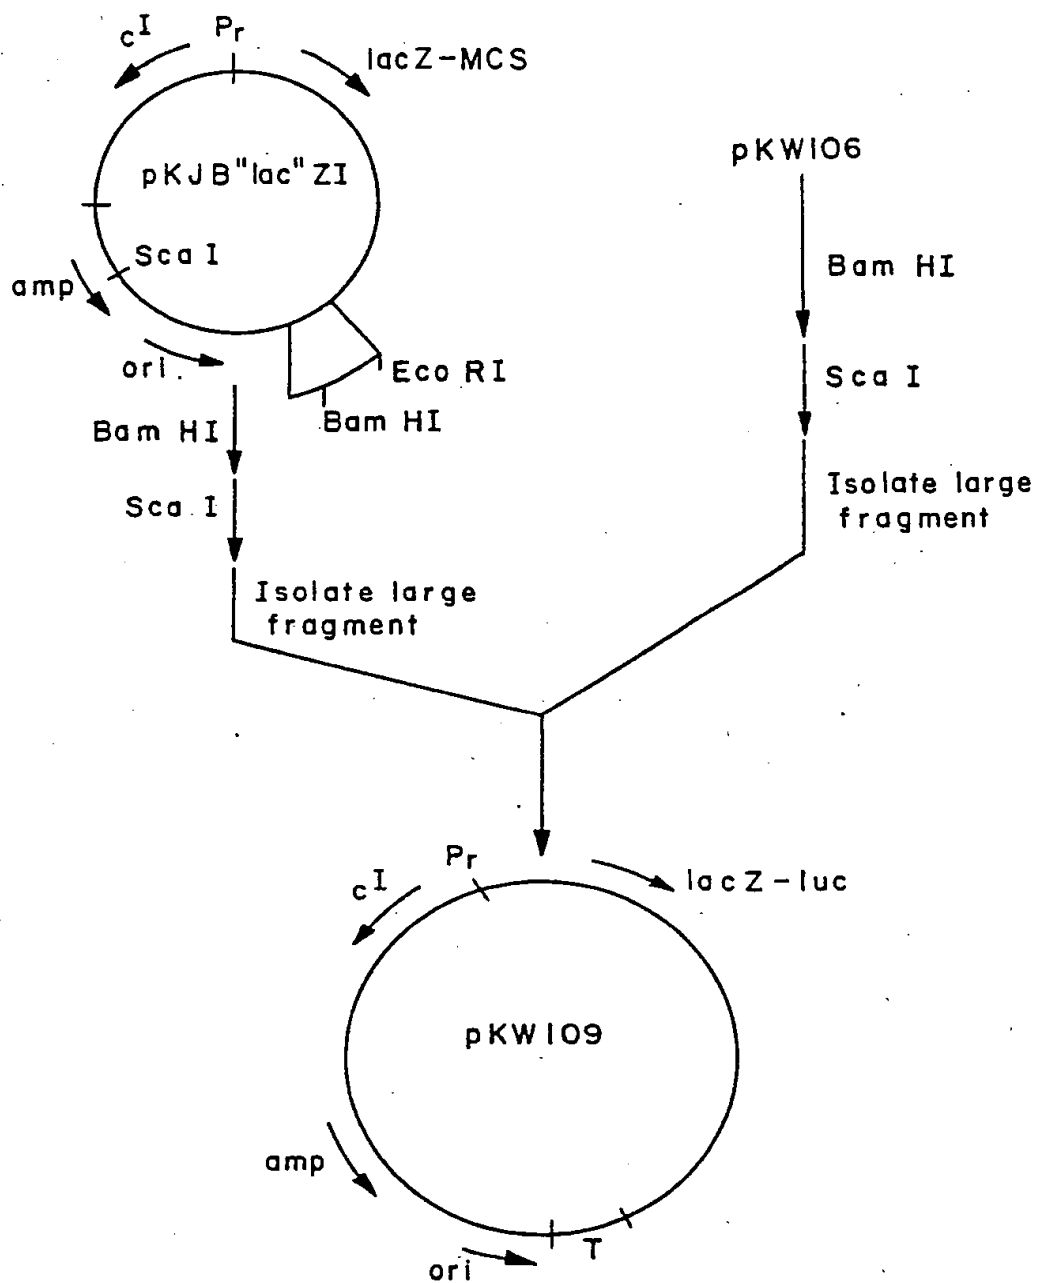 cI
Pr
lacZ-MCS
pKJB"lac"ZI
Sca I
amp
ori.
Eco RI
Bam HI
Bam HI
Sca I
Isolate large
fragment
pKW106
Bam HI
Sca I
Isolate large
fragment
cI
Pr
lacZ-luc
pKW109
amp
ori
T